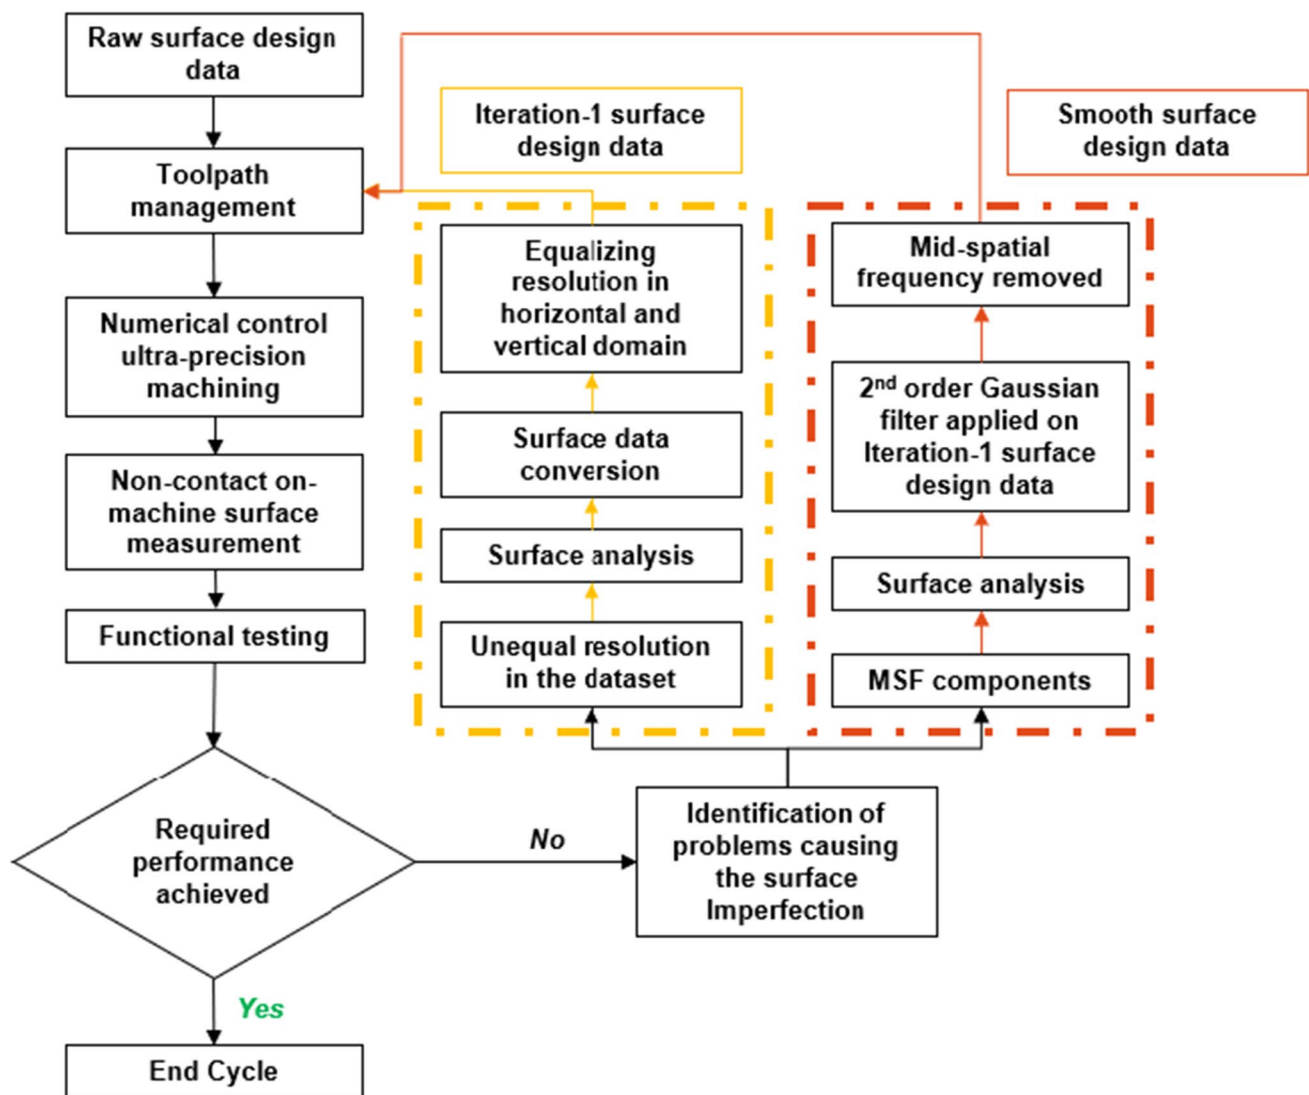 Raw surface design
data
Toolpath
management
Numerical control
ultra-precision
machining
Non-contact on-
machine surface
measurement
Functional testing
Required
performance
achieved
Yes
End Cycle
No
Identification of
problems causing
the surface
Imperfection
Iteration-1 surface
design data
Equalizing
resolution in
horizontal and
vertical domain
Surface data
conversion
Surface analysis
Unequal resolution
in the dataset
Smooth surface
design data
Mid-spatial
frequency removed
2nd order Gaussian
filter applied on
Iteration-1 surface
design data
Surface analysis
MSF components